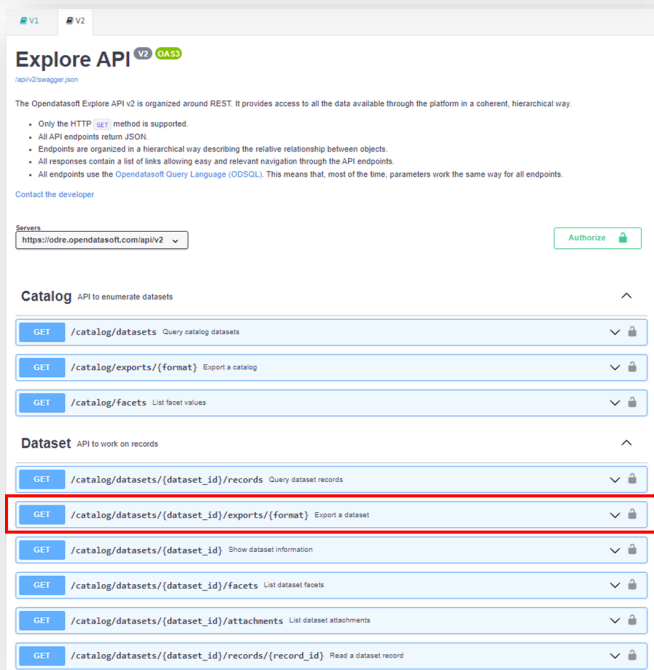 V1
V2
Explore API V2 OAS3
/api/v2/swagger.json
The Opendatasoft Explore API v2 is organized around REST. It provides access to all the data available through the platform in a coherent, hierarchical way.
Only the HTTP GET method is supported.
All API endpoints return JSON.
Endpoints are organized in a hierarchical way describing the relative relationship between objects.
All responses contain a list of links allowing easy and relevant navigation through the API endpoints.
All endpoints use the Opendatasoft Query Language (ODSQL). This means that, most of the time, parameters work the same way for all endpoints.
Contact the developer
Servers
https://odre.opendatasoft.com/api/v2
Authorize
Catalog API to enumerate datasets
GET /catalog/datasets Query catalog datasets
GET /catalog/exports/{format} Export a catalog
GET /catalog/facets List facet values
Dataset API to work on records
GET /catalog/datasets/{dataset_id}/records Query dataset records
GET /catalog/datasets/{dataset_id}/exports/{format} Export a dataset
GET /catalog/datasets/{dataset_id} Show dataset information
GET /catalog/datasets/{dataset_id}/facets List dataset facets
GET /catalog/datasets/{dataset_id}/attachments List dataset attachments
GET /catalog/datasets/{dataset_id}/records/{record_id} Read a dataset record